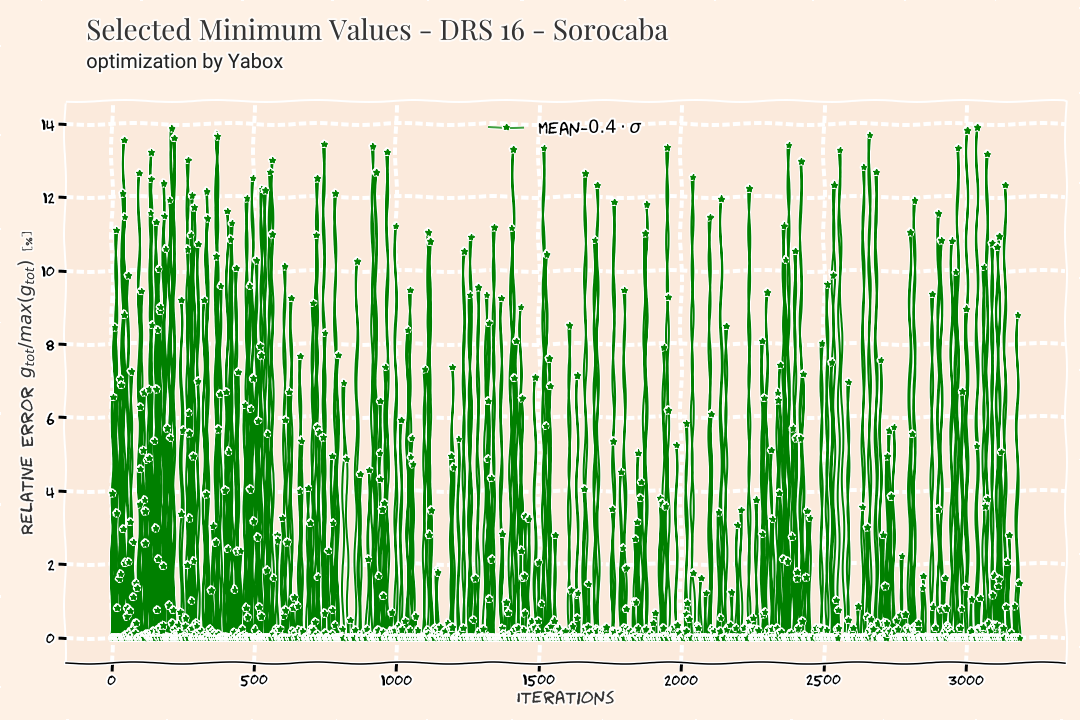 Selected Minimum Values - DRS 16 - Sorocaba
optimization by Yabox
MEAN-0.4 · σ
14
12
10
8
6
4
2
0
RELATIVE ERROR g_tot/max(g_tot) [%]
0 500 1000 1500 2000 2500 3000
ITERATIONS